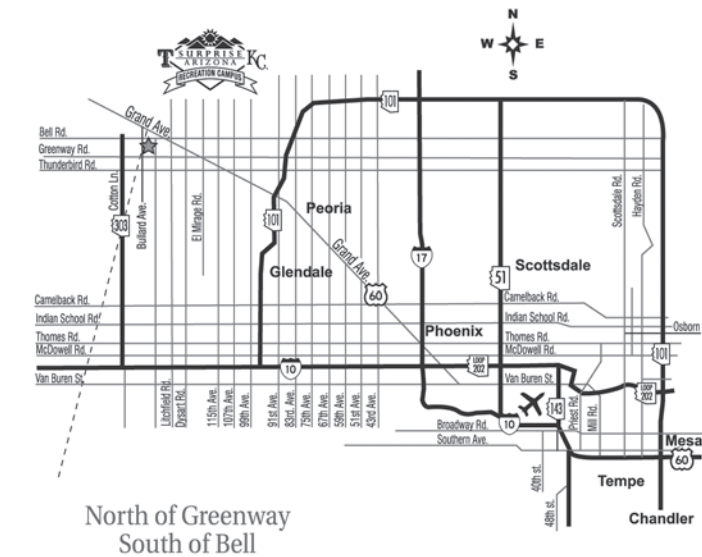 N
W E
S
T SURPRISE KC.
ARIZONA
RECREATION CAMPUS
101
Grand Ave.
Bell Rd.
Greenway Rd.
Thunderbird Rd.
Cotton Ln.
303
Bullard Ave.
El Mirage Rd.
101
Peoria
Glendale
Grand Ave.
60
17
51
Scottsdale
Scottsdale Rd.
Hayden Rd.
Camelback Rd.
Camelback Rd.
Indian School Rd.
Indian School Rd.
Osborn
Phoenix
Thomes Rd.
Thomes Rd.
McDowell Rd.
McDowell Rd.
101
10
LOOP
202
Van Buren St.
Van Buren St.
LOOP
202
Litchfield Rd.
Dysart Rd.
115th Ave.
107th Ave.
99th Ave.
91st Ave.
83rd. Ave.
75th Ave.
67th Ave.
59th Ave.
51st Ave.
43rd Ave.
143
Priest Rd.
Mill Rd.
10
Broadway Rd.
Southern Ave.
Mesa
60
40th st.
48th st.
Tempe
Chandler
North of Greenway
South of Bell